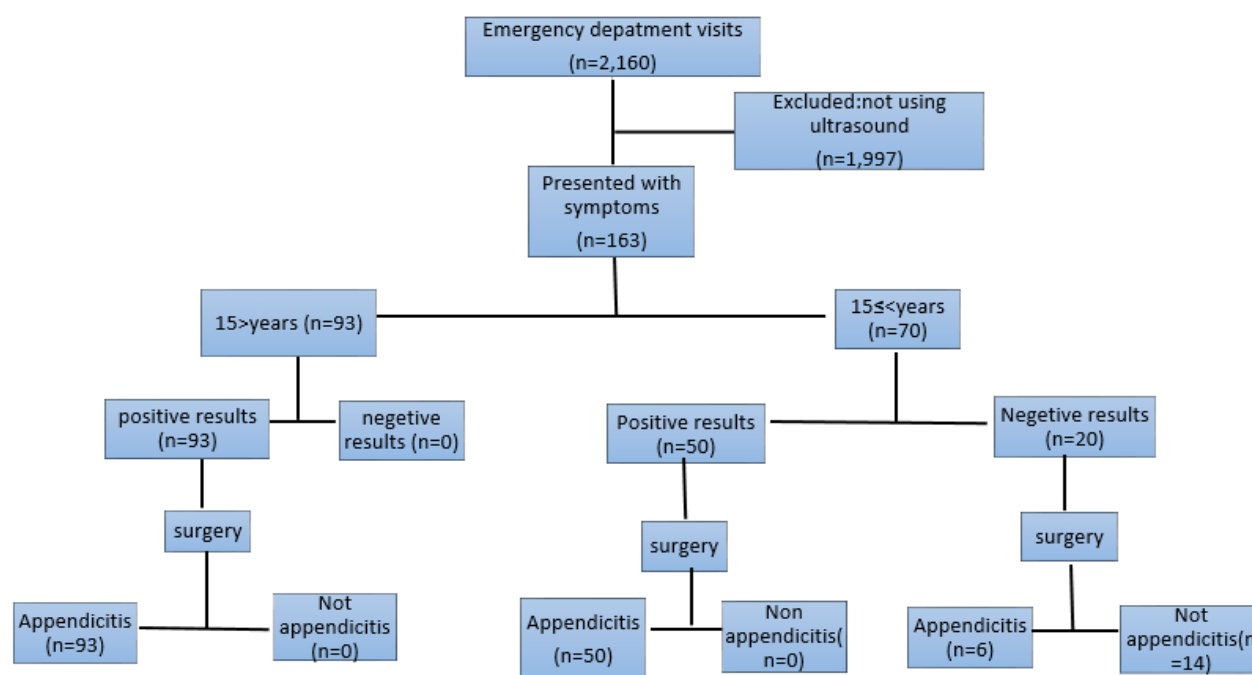 Emergency depatment visits
(n=2,160)
Excluded:not using
ultrasound
(n=1,997)
Presented with
symptoms
(n=163)
15>years (n=93)
15≤<years
(n=70)
positive results
(n=93)
negetive
results (n=0)
Positive results
(n=50)
Negetive results
(n=20)
surgery
surgery
surgery
Appendicitis
(n=93)
Not
appendicitis
(n=0)
Appendicitis
(n=50)
Non
appendicitis(
n=0)
Appendicitis
(n=6)
Not
appendicitis(n
=14)